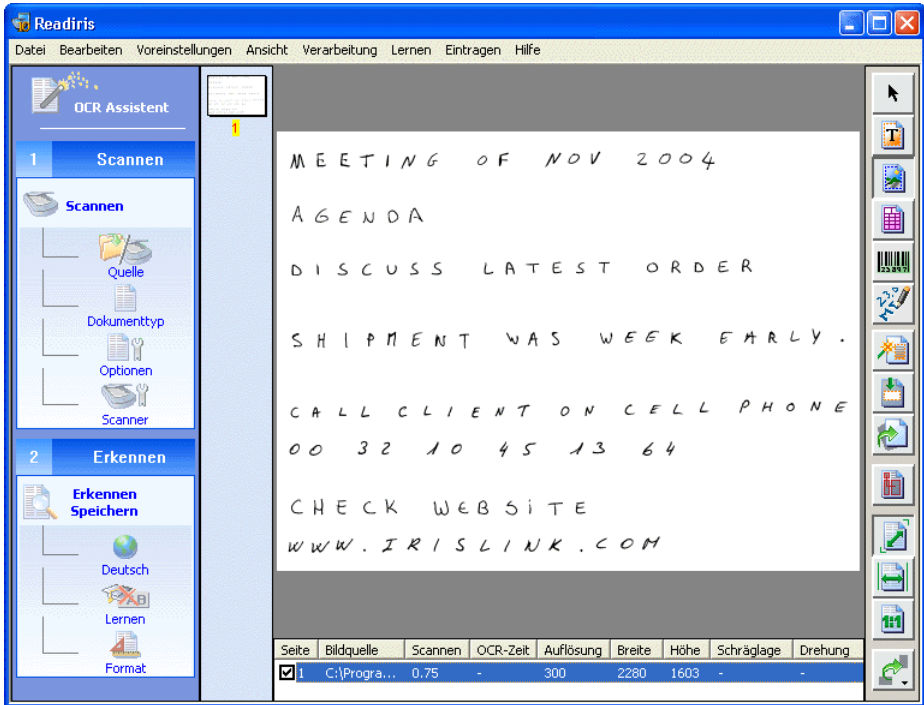 Readiris
Datei Bearbeiten Voreinstellungen Ansicht Verarbeitung Lernen Eintragen Hilfe
OCR Assistent
1 Scannen
Scannen
Quelle
Dokumenttyp
Optionen
Scanner
2 Erkennen
Erkennen
Speichern
Deutsch
Lernen
Format
1
MEETING OF NOV 2004
AGENDA
DISCUSS LATEST ORDER
SHIPMENT WAS WEEK EARLY.
CALL CLIENT ON CELL PHONE
00 32 10 45 13 64
CHECK WEBSiTE
WWW.IRISLINK.COM
Seite Bildquelle Scannen OCR-Zeit Auflösung Breite Höhe Schräglage Drehung
1 C:\Progra... 0.75 - 300 2280 1603 - -
T
1:1